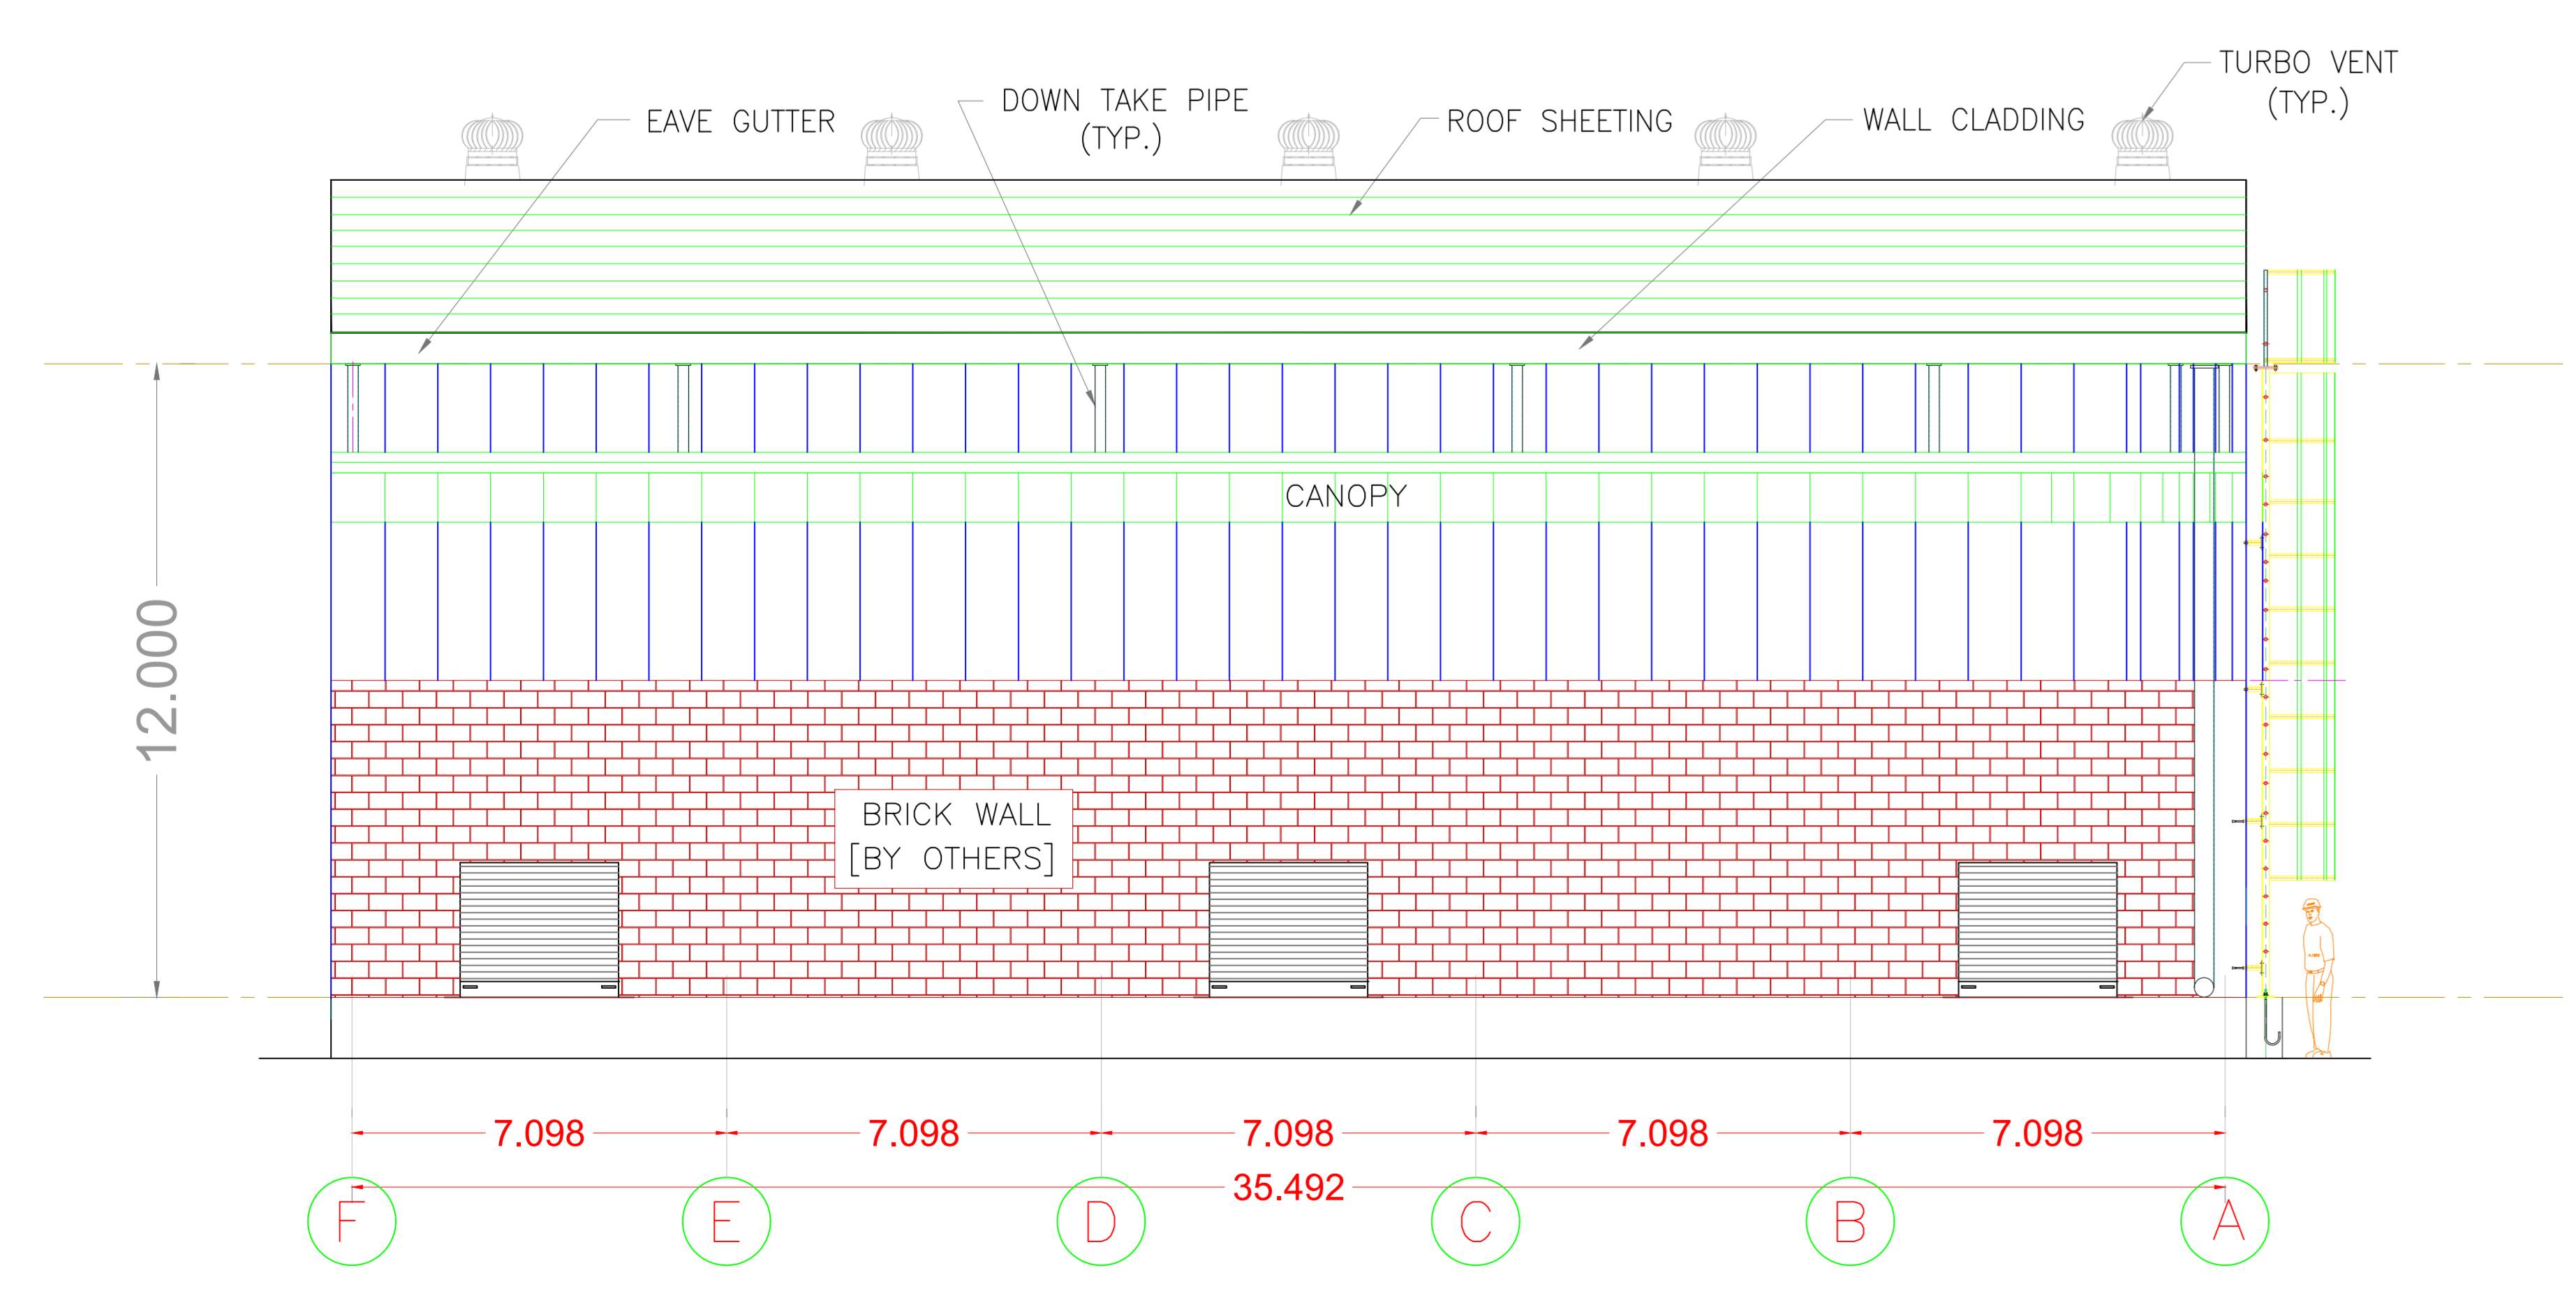 TURBO VENT
(TYP.)
EAVE GUTTER
DOWN TAKE PIPE
(TYP.)
ROOF SHEETING
WALL CLADDING
CANOPY
12.000
BRICK WALL
[BY OTHERS]
7.098 7.098 7.098 7.098 7.098
35.492
F E D C B A